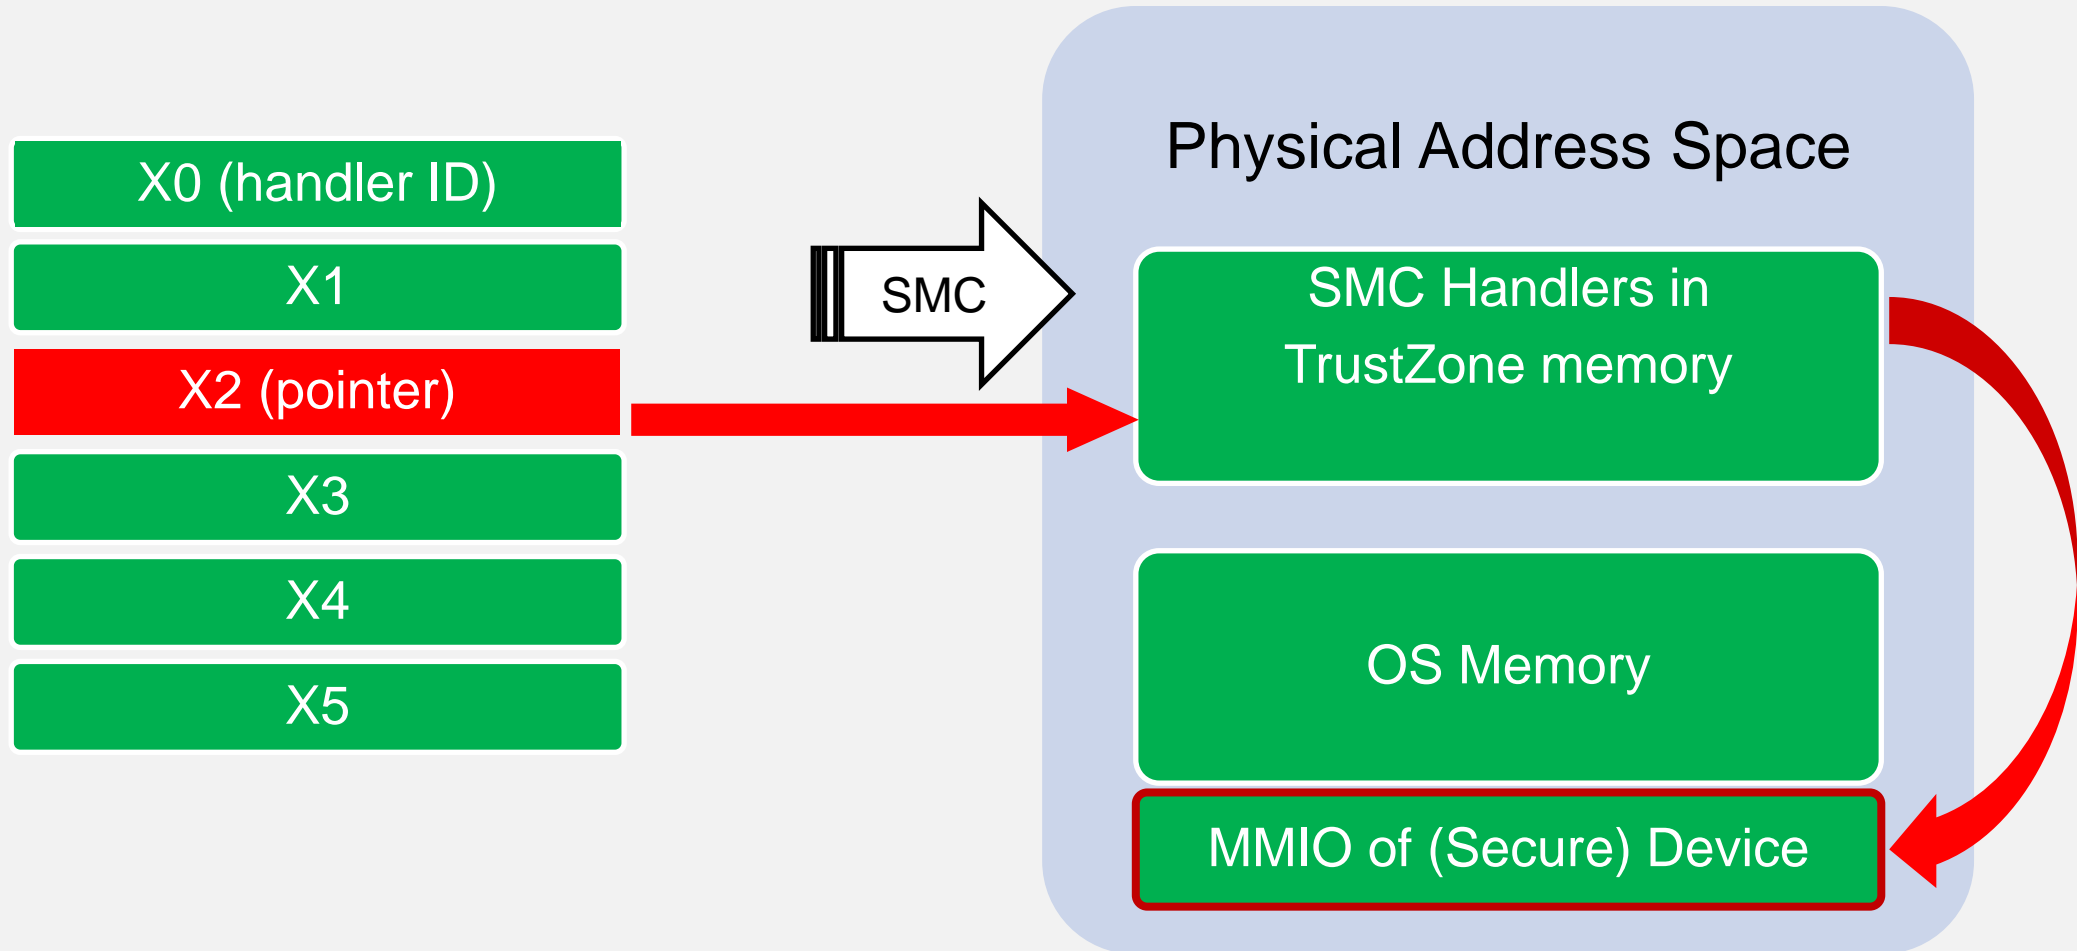 X0 (handler ID)
X1
X2 (pointer)
X3
X4
X5
SMC
Physical Address Space
SMC Handlers in
TrustZone memory
OS Memory
MMIO of (Secure) Device